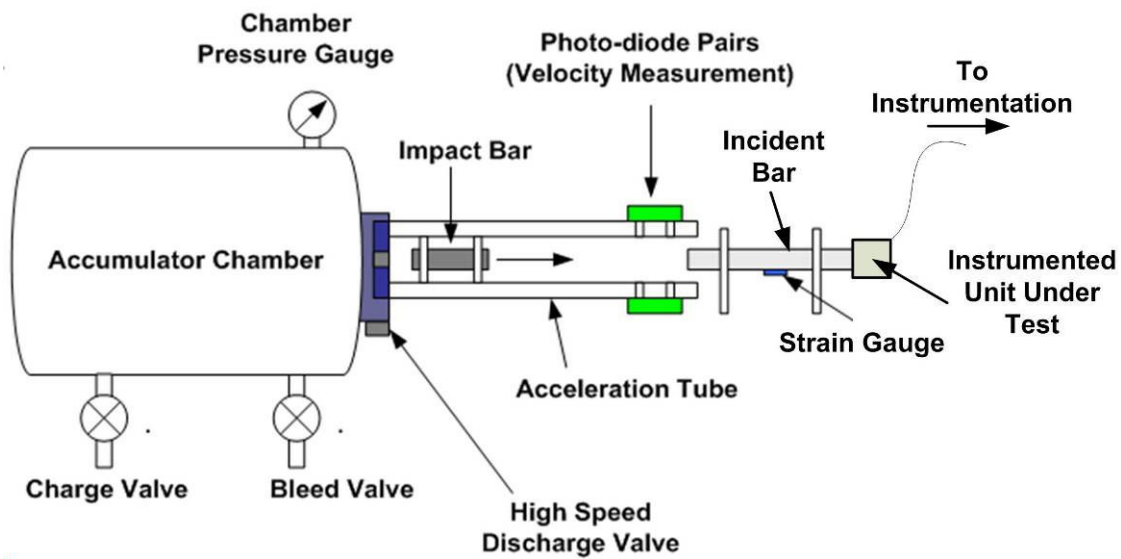 Chamber
Pressure Gauge
Photo-diode Pairs
(Velocity Measurement)
To
Instrumentation
Impact Bar
Incident
Bar
Accumulator Chamber
Instrumented
Unit Under
Test
Strain Gauge
Acceleration Tube
Charge Valve
Bleed Valve
High Speed
Discharge Valve